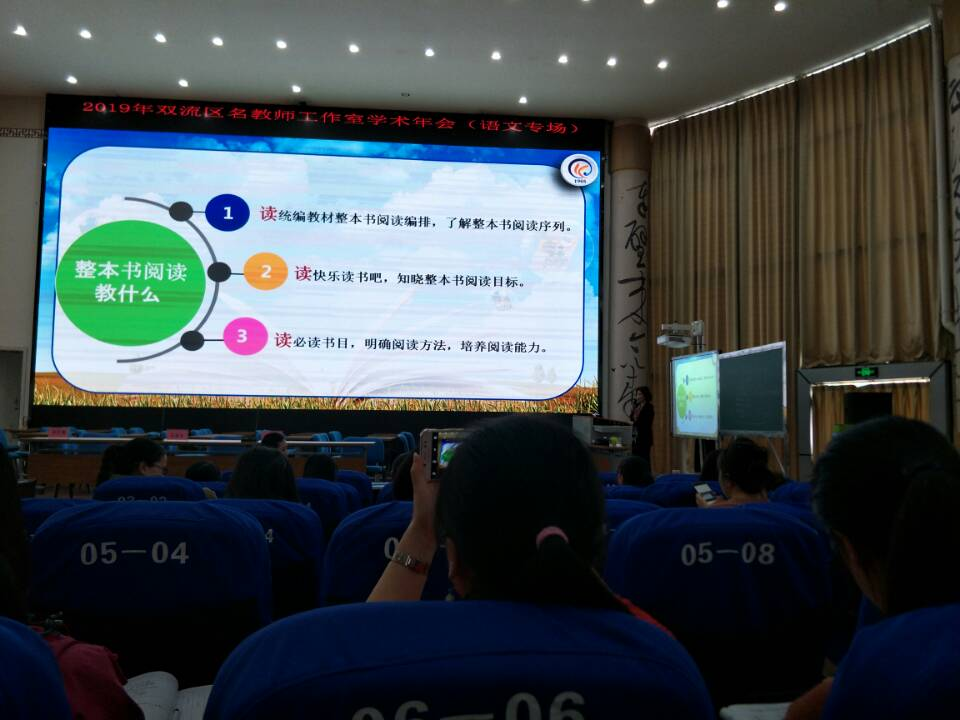 2019年双流区名教师工作室学术年会（语文专场）
1
读统编教材整本书阅读编排，了解整本书阅读序列。
整本书阅读
教什么
2
读快乐读书吧，知晓整本书阅读目标。
3
读必读书目，明确阅读方法，培养阅读能力。
05－04
05－08
06－06